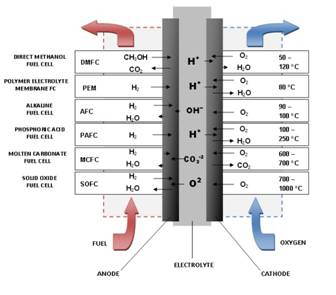 DIRECT METHANOL
FUEL CELL
DMFC
CH3OH
CO2
H+
O2
H2O
50 –
120 °C
POLYMER ELECTROLYTE
MEMBRANE FC
PEM
H2
H+
O2
H2O
80 °C
ALKALINE
FUEL CELL
AFC
H2
H2O
OH−
O2
90 –
100 °C
PHOSPHORIC ACID
FUEL CELL
PAFC
H2
H+
O2
H2O
100 –
250 °C
MOLTEN CARBONATE
FUEL CELL
MCFC
H2
H2O
CO3-2
O2
CO2
600 –
700 °C
SOLID OXIDE
FUEL CELL
SOFC
H2
H2O
O2
O2
700 –
1000 °C
FUEL
OXYGEN
ELECTROLYTE
ANODE
CATHODE